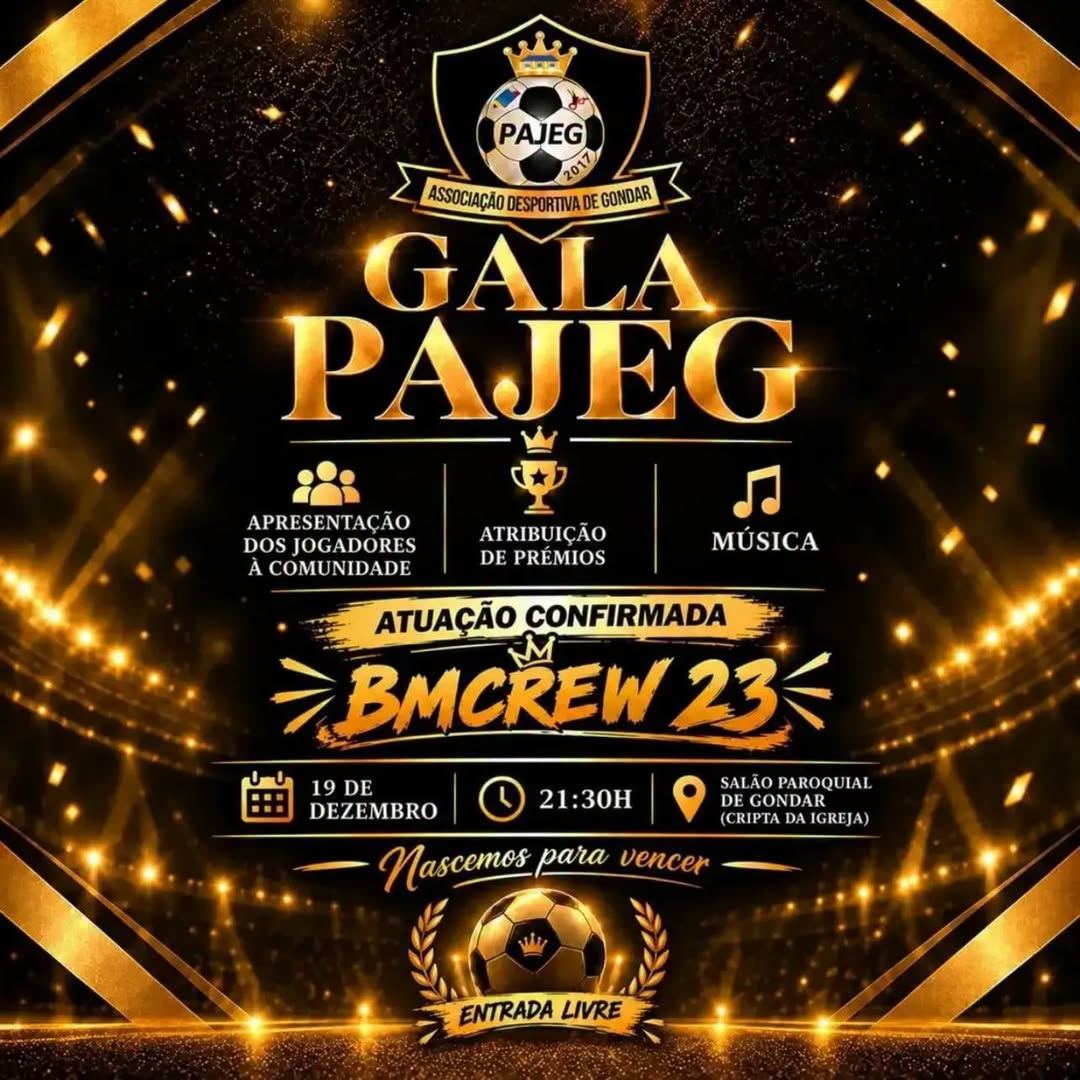 PAJEG
2017
ASSOCIAÇÃO DESPORTIVA DE GONDAR
GALA
PAJEG
APRESENTAÇÃO
DOS JOGADORES
À COMUNIDADE
ATRIBUIÇÃO
DE PRÉMIOS
MÚSICA
ATUAÇÃO CONFIRMADA
BMCREW 23
19 DE
DEZEMBRO
21:30H
SALÃO PAROQUIAL
DE GONDAR
(CRIPTA DA IGREJA)
Nascemos para vencer
ENTRADA LIVRE